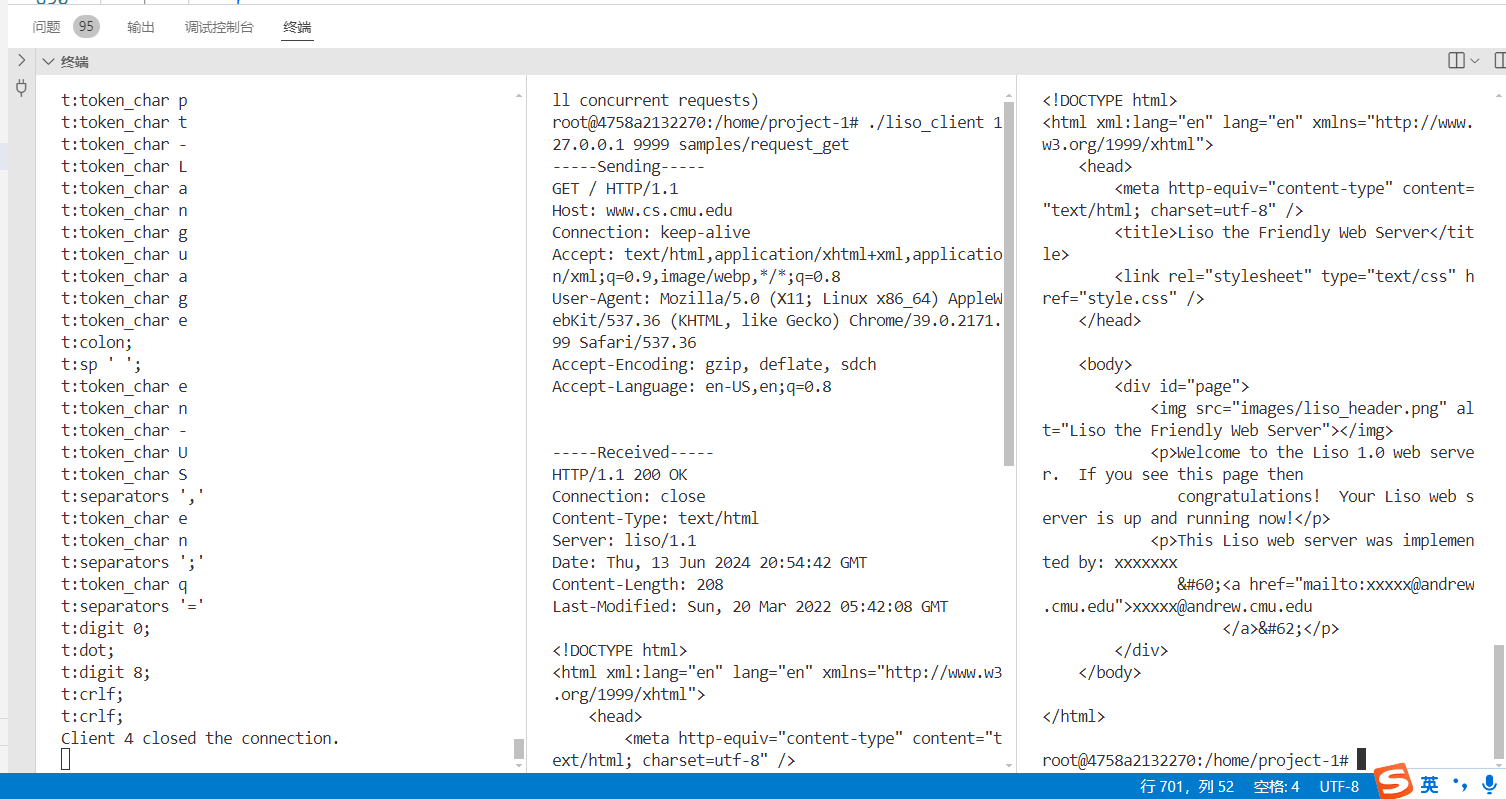 问题 95 输出 调试控制台 终端
终端
t:token_char p
t:token_char t
t:token_char -
t:token_char L
t:token_char a
t:token_char n
t:token_char g
t:token_char u
t:token_char a
t:token_char g
t:token_char e
t:colon;
t:sp ' ';
t:token_char e
t:token_char n
t:token_char -
t:token_char U
t:token_char S
t:separators ','
t:token_char e
t:token_char n
t:separators ';'
t:token_char q
t:separators '='
t:digit 0;
t:dot;
t:digit 8;
t:crlf;
t:crlf;
Client 4 closed the connection.
ll concurrent requests)
root@4758a2132270:/home/project-1# ./liso_client 1
27.0.0.1 9999 samples/request_get
-----Sending-----
GET / HTTP/1.1
Host: www.cs.cmu.edu
Connection: keep-alive
Accept: text/html,application/xhtml+xml,applicatio
n/xml;q=0.9,image/webp,*/*;q=0.8
User-Agent: Mozilla/5.0 (X11; Linux x86_64) AppleW
ebKit/537.36 (KHTML, like Gecko) Chrome/39.0.2171.
99 Safari/537.36
Accept-Encoding: gzip, deflate, sdch
Accept-Language: en-US,en;q=0.8
-----Received-----
HTTP/1.1 200 OK
Connection: close
Content-Type: text/html
Server: liso/1.1
Date: Thu, 13 Jun 2024 20:54:42 GMT
Content-Length: 208
Last-Modified: Sun, 20 Mar 2022 05:42:08 GMT
<!DOCTYPE html>
<html xml:lang="en" lang="en" xmlns="http://www.w3
.org/1999/xhtml">
<head>
<meta http-equiv="content-type" content="t
ext/html; charset=utf-8" />
<!DOCTYPE html>
<html xml:lang="en" lang="en" xmlns="http://www.
w3.org/1999/xhtml">
<head>
<meta http-equiv="content-type" content=
"text/html; charset=utf-8" />
<title>Liso the Friendly Web Server</tit
le>
<link rel="stylesheet" type="text/css" h
ref="style.css" />
</head>
<body>
<div id="page">
<img src="images/liso_header.png" al
t="Liso the Friendly Web Server"></img>
<p>Welcome to the Liso 1.0 web serve
r.  If you see this page then
congratulations!  Your Liso web s
erver is up and running now!</p>
<p>This Liso web server was implemen
ted by: xxxxxxx
&#60;<a href="mailto:xxxxx@andrew
.cmu.edu">xxxxx@andrew.cmu.edu
</a>&#62;</p>
</div>
</body>
</html>
root@4758a2132270:/home/project-1#
行 701，列 52 空格: 4 UTF-8 英